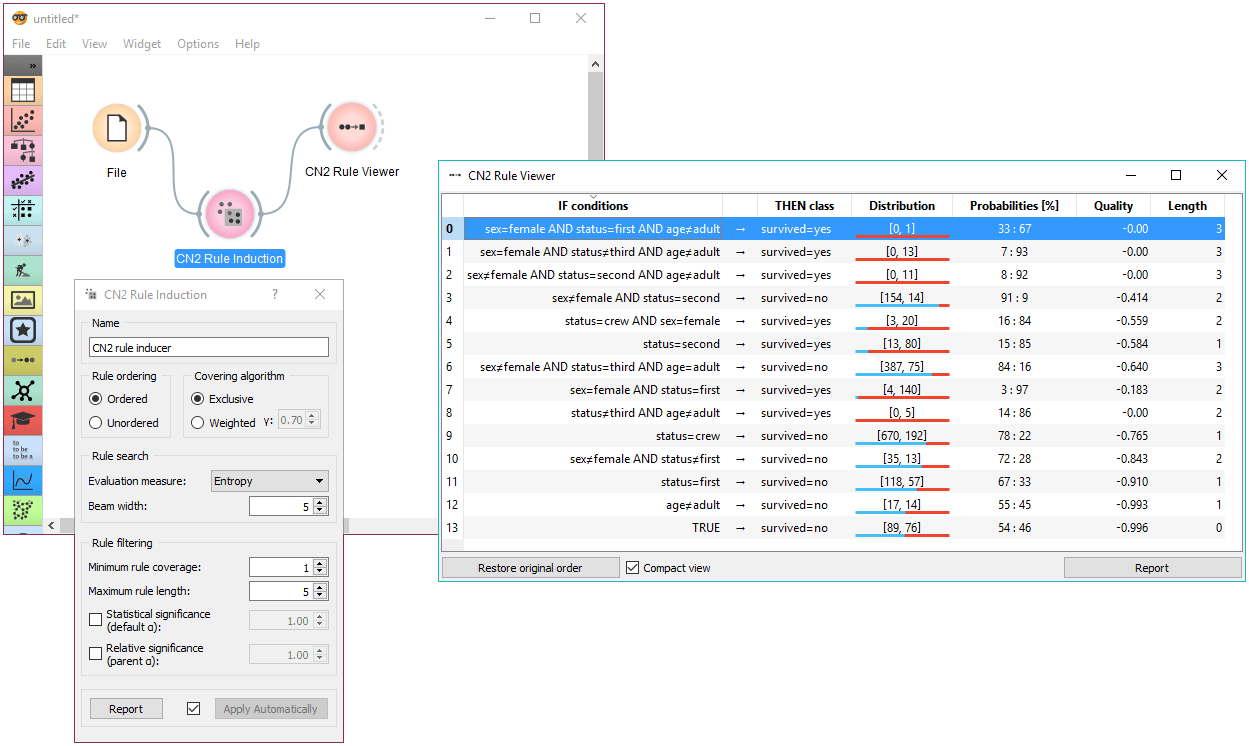 untitled*
File Edit View Widget Options Help
»
File
CN2 Rule Viewer
CN2 Rule Induction
to
to be
to be a
CN2 Rule Induction ?
Name
CN2 rule inducer
Rule ordering
Ordered
Unordered
Covering algorithm
Exclusive
Weighted γ: 0.70
Rule search
Evaluation measure: Entropy
Beam width: 5
Rule filtering
Minimum rule coverage: 1
Maximum rule length: 5
Statistical significance
(default α): 1.00
Relative significance
(parent α): 1.00
Report Apply Automatically
CN2 Rule Viewer
IF conditions THEN class Distribution Probabilities [%] Quality Length
0 sex=female AND status=first AND age≠adult → survived=yes [0, 1] 33 : 67 -0.00 3
1 sex=female AND status≠third AND age≠adult → survived=yes [0, 13] 7 : 93 -0.00 3
2 sex≠female AND status=second AND age≠adult → survived=yes [0, 11] 8 : 92 -0.00 3
3 sex≠female AND status=second → survived=no [154, 14] 91 : 9 -0.414 2
4 status=crew AND sex=female → survived=yes [3, 20] 16 : 84 -0.559 2
5 status=second → survived=yes [13, 80] 15 : 85 -0.584 1
6 sex≠female AND status=third AND age=adult → survived=no [387, 75] 84 : 16 -0.640 3
7 sex=female AND status=first → survived=yes [4, 140] 3 : 97 -0.183 2
8 status≠third AND age≠adult → survived=yes [0, 5] 14 : 86 -0.00 2
9 status=crew → survived=no [670, 192] 78 : 22 -0.765 1
10 sex≠female AND status≠first → survived=no [35, 13] 72 : 28 -0.843 2
11 status=first → survived=no [118, 57] 67 : 33 -0.910 1
12 age≠adult → survived=no [17, 14] 55 : 45 -0.993 1
13 TRUE → survived=no [89, 76] 54 : 46 -0.996 0
Restore original order Compact view Report